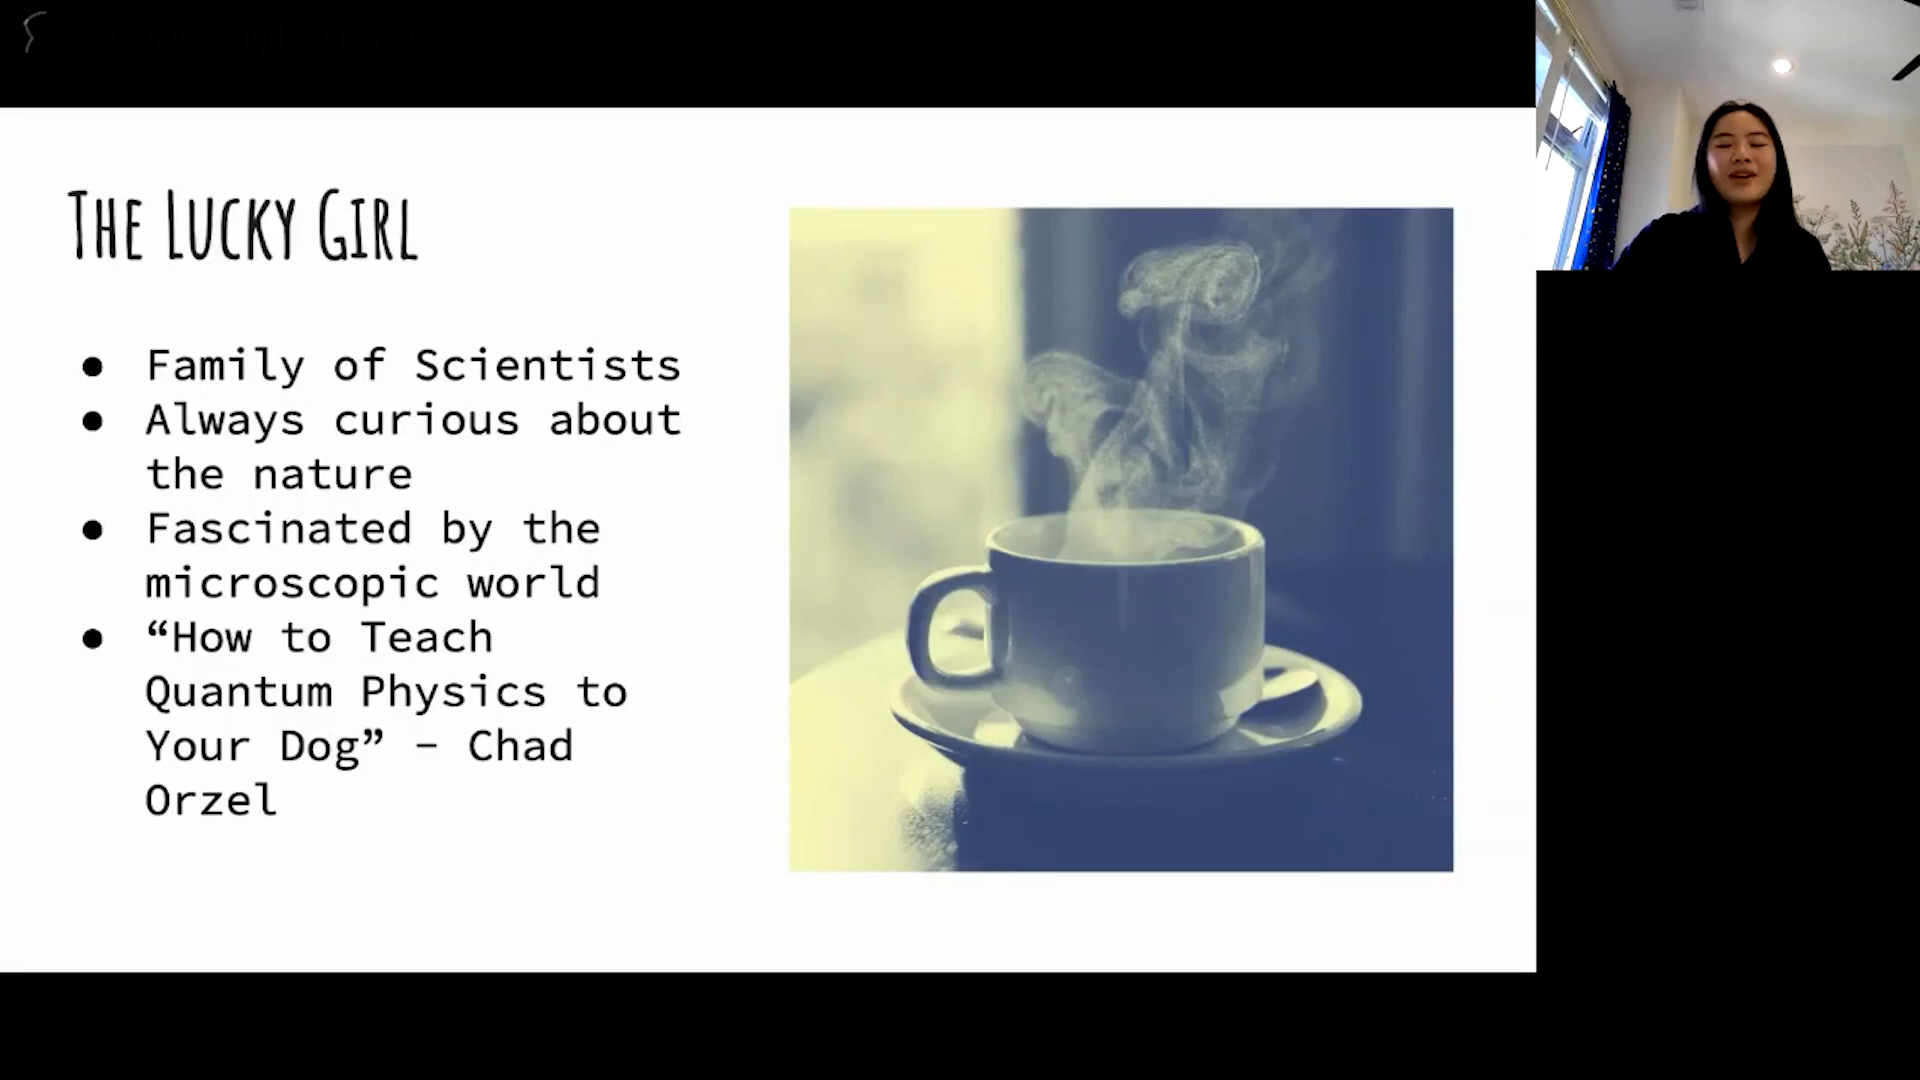 The Lucky Girl
● Family of Scientists
● Always curious about
the nature
● Fascinated by the
microscopic world
● “How to Teach
Quantum Physics to
Your Dog” – Chad
Orzel